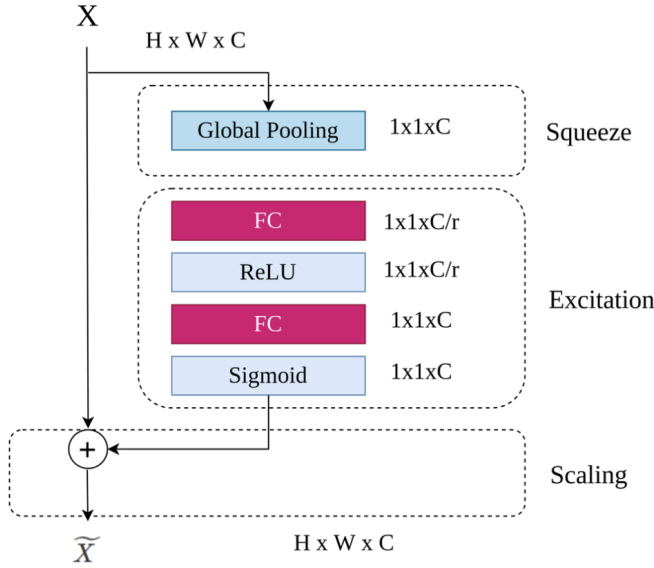 X
H x W x C
Global Pooling 1x1xC
Squeeze
FC 1x1xC/r
ReLU 1x1xC/r
Excitation
FC 1x1xC
Sigmoid 1x1xC
+
Scaling
X̃
H x W x C